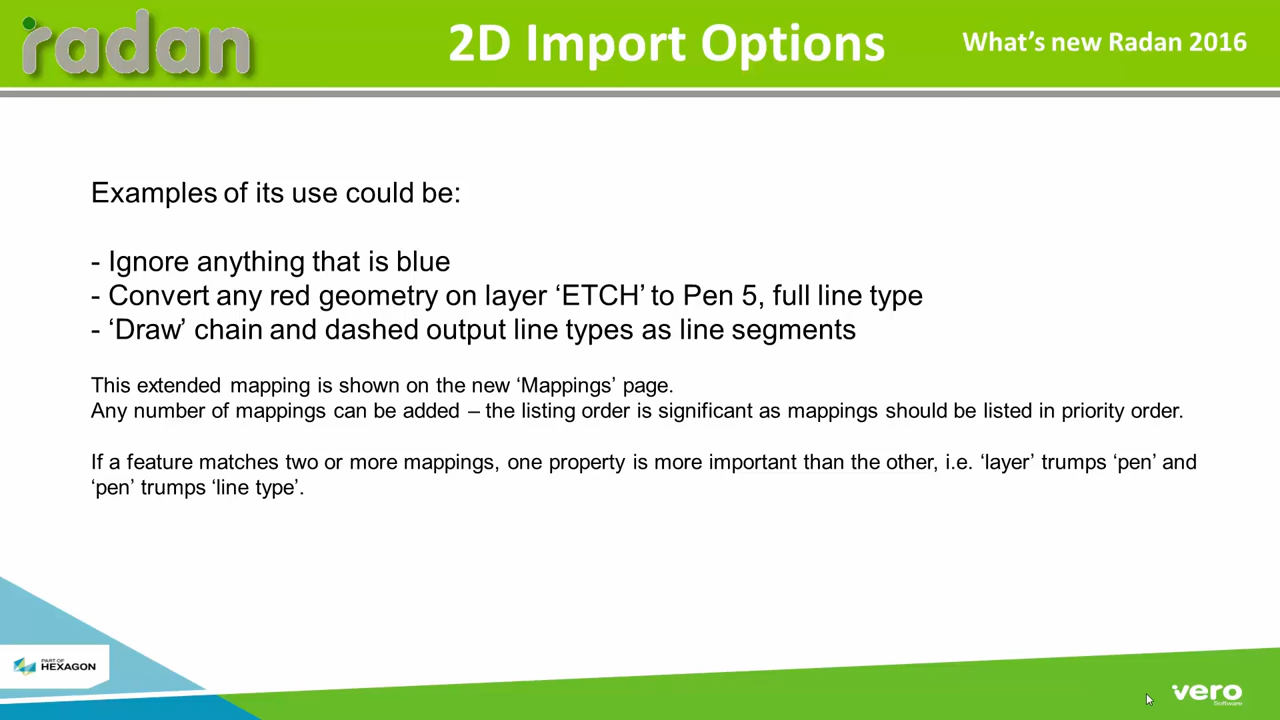 radan
2D Import Options
What's new Radan 2016
Examples of its use could be:
- Ignore anything that is blue
- Convert any red geometry on layer ‘ETCH’ to Pen 5, full line type
- ‘Draw’ chain and dashed output line types as line segments
This extended mapping is shown on the new ‘Mappings’ page.
Any number of mappings can be added – the listing order is significant as mappings should be listed in priority order.
If a feature matches two or more mappings, one property is more important than the other, i.e. ‘layer’ trumps ‘pen’ and
‘pen’ trumps ‘line type’.
PART OF
HEXAGON
vero
Software